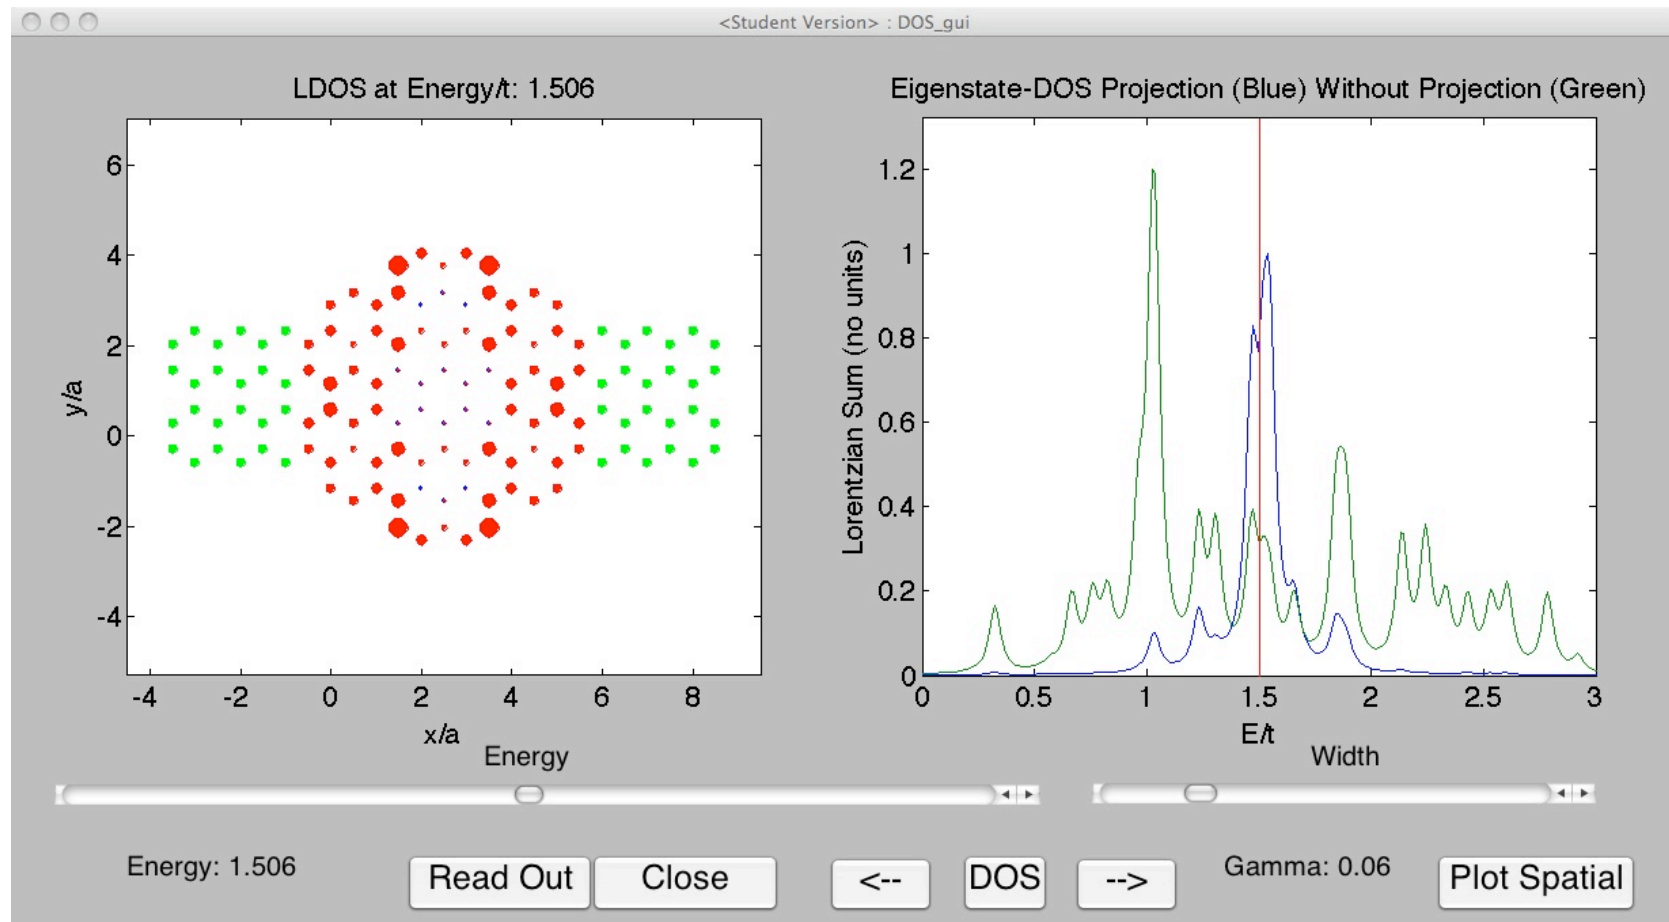 <Student Version> : DOS_gui
LDOS at Energy/t: 1.506
6
4
2
0
-2
-4
-4
-2
0
2
4
6
8
y/a
x/a
Eigenstate-DOS Projection (Blue) Without Projection (Green)
1.2
1
0.8
0.6
0.4
0.2
0
0
0.5
1
1.5
2
2.5
3
Lorentzian Sum (no units)
E/t
Energy
Width
Energy: 1.506
Read Out
Close
<--
DOS
-->
Gamma: 0.06
Plot Spatial